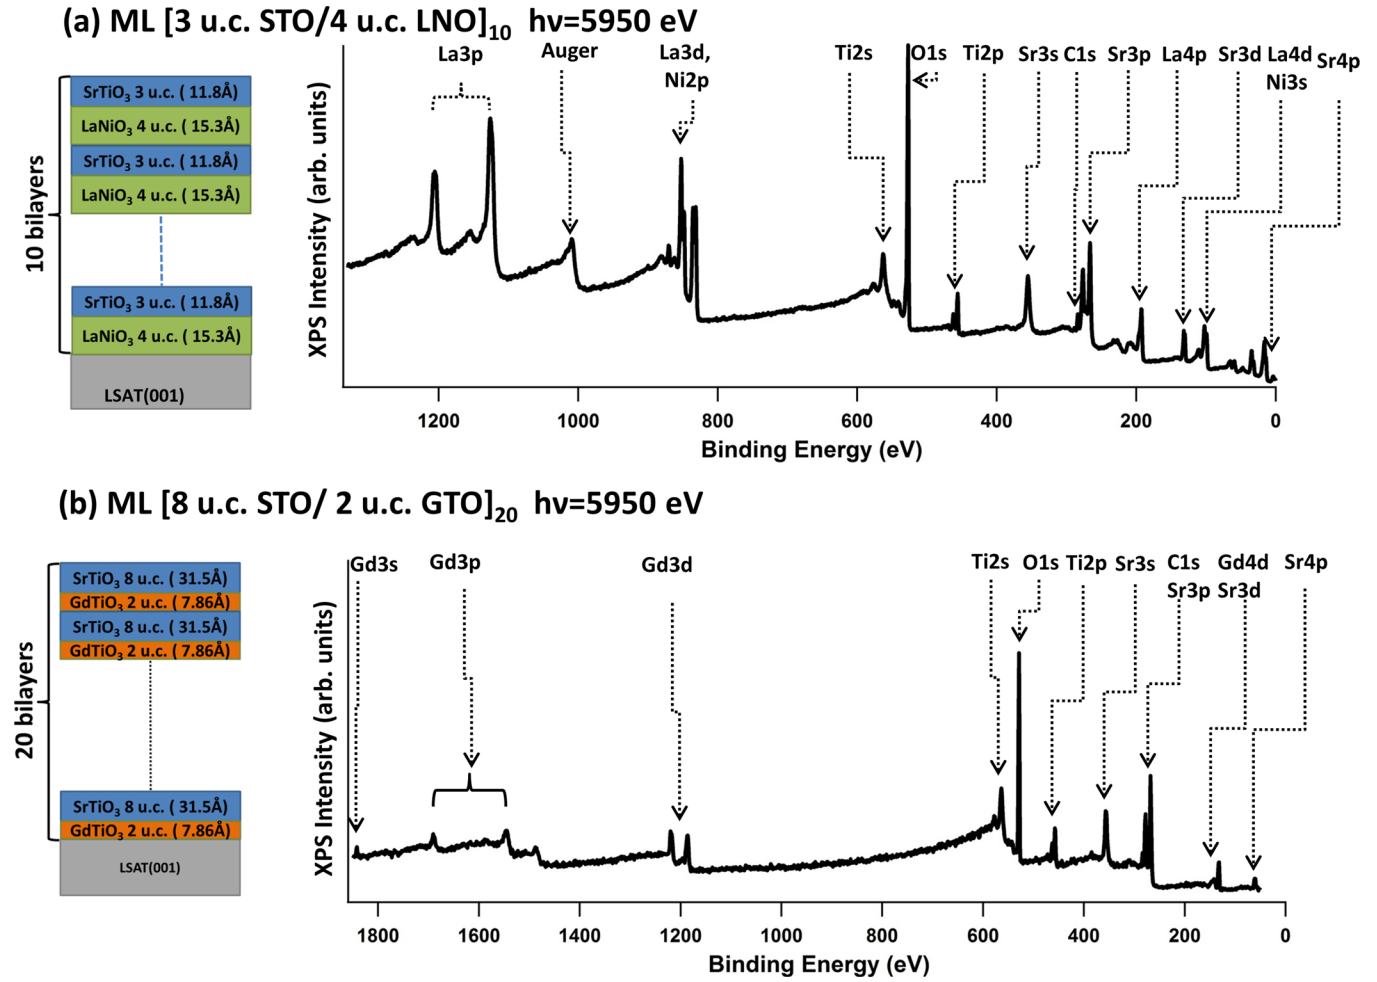 (a) ML [3 u.c. STO/4 u.c. LNO]10 hν=5950 eV
La3p
Auger
La3d,
Ni2p
Ti2s
O1s
Ti2p
Sr3s
C1s
Sr3p
La4p
Sr3d
La4d
Ni3s
Sr4p
10 bilayers
SrTiO3 3 u.c. ( 11.8Å)
LaNiO3 4 u.c. ( 15.3Å)
SrTiO3 3 u.c. ( 11.8Å)
LaNiO3 4 u.c. ( 15.3Å)
SrTiO3 3 u.c. ( 11.8Å)
LaNiO3 4 u.c. ( 15.3Å)
LSAT(001)
XPS Intensity (arb. units)
1200 1000 800 600 400 200 0
Binding Energy (eV)
(b) ML [8 u.c. STO/ 2 u.c. GTO]20 hν=5950 eV
Gd3s
Gd3p
Gd3d
Ti2s
O1s
Ti2p
Sr3s
C1s
Sr3p
Gd4d
Sr3d
Sr4p
20 bilayers
SrTiO3 8 u.c. ( 31.5Å)
GdTiO3 2 u.c. ( 7.86Å)
SrTiO3 8 u.c. ( 31.5Å)
GdTiO3 2 u.c. ( 7.86Å)
SrTiO3 8 u.c. ( 31.5Å)
GdTiO3 2 u.c. ( 7.86Å)
LSAT(001)
XPS Intensity (arb. units)
1800 1600 1400 1200 1000 800 600 400 200 0
Binding Energy (eV)